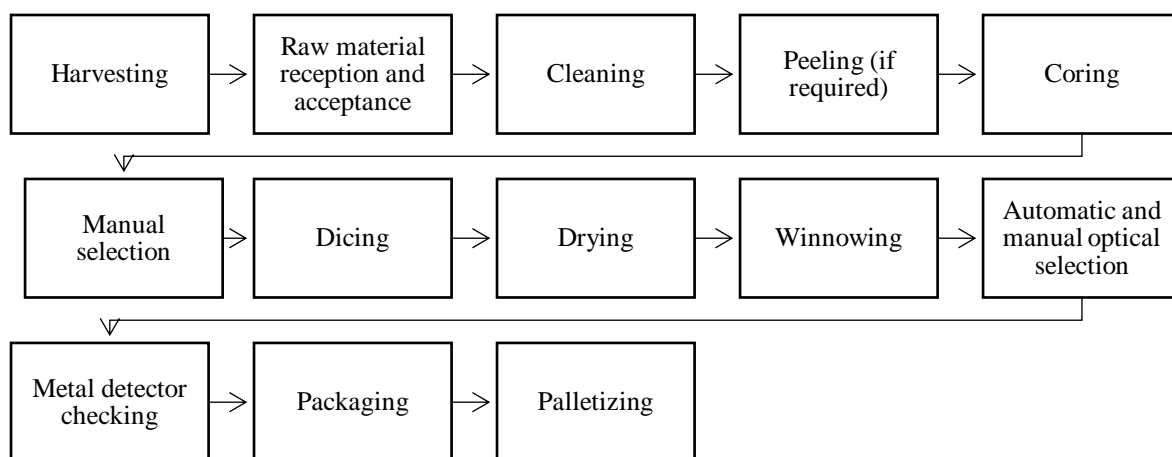 Harvesting
Raw material
reception and
acceptance
Cleaning
Peeling (if
required)
Coring
Manual
selection
Dicing
Drying
Winnowing
Automatic and
manual optical
selection
Metal detector
checking
Packaging
Palletizing